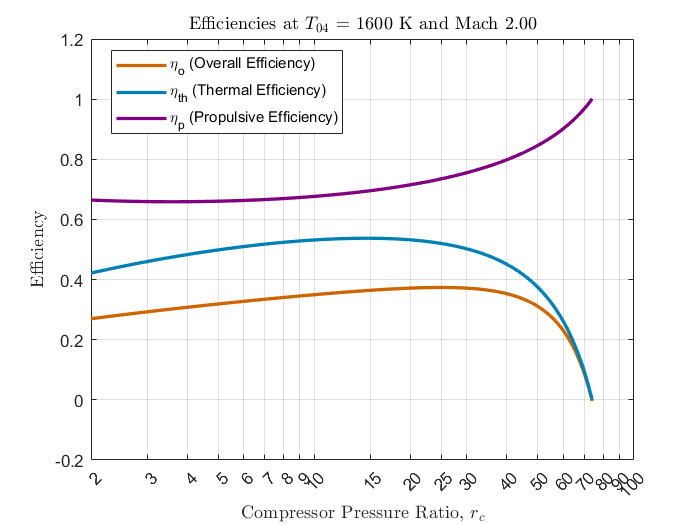 Efficiencies at T04 = 1600 K and Mach 2.00
1.2
1
0.8
0.6
0.4
0.2
0
-0.2
Efficiency
ηo (Overall Efficiency)
ηth (Thermal Efficiency)
ηp (Propulsive Efficiency)
2 3 4 5 6 7 8 9 10 15 20 25 30 40 50 60 70 80 90 100
Compressor Pressure Ratio, rc